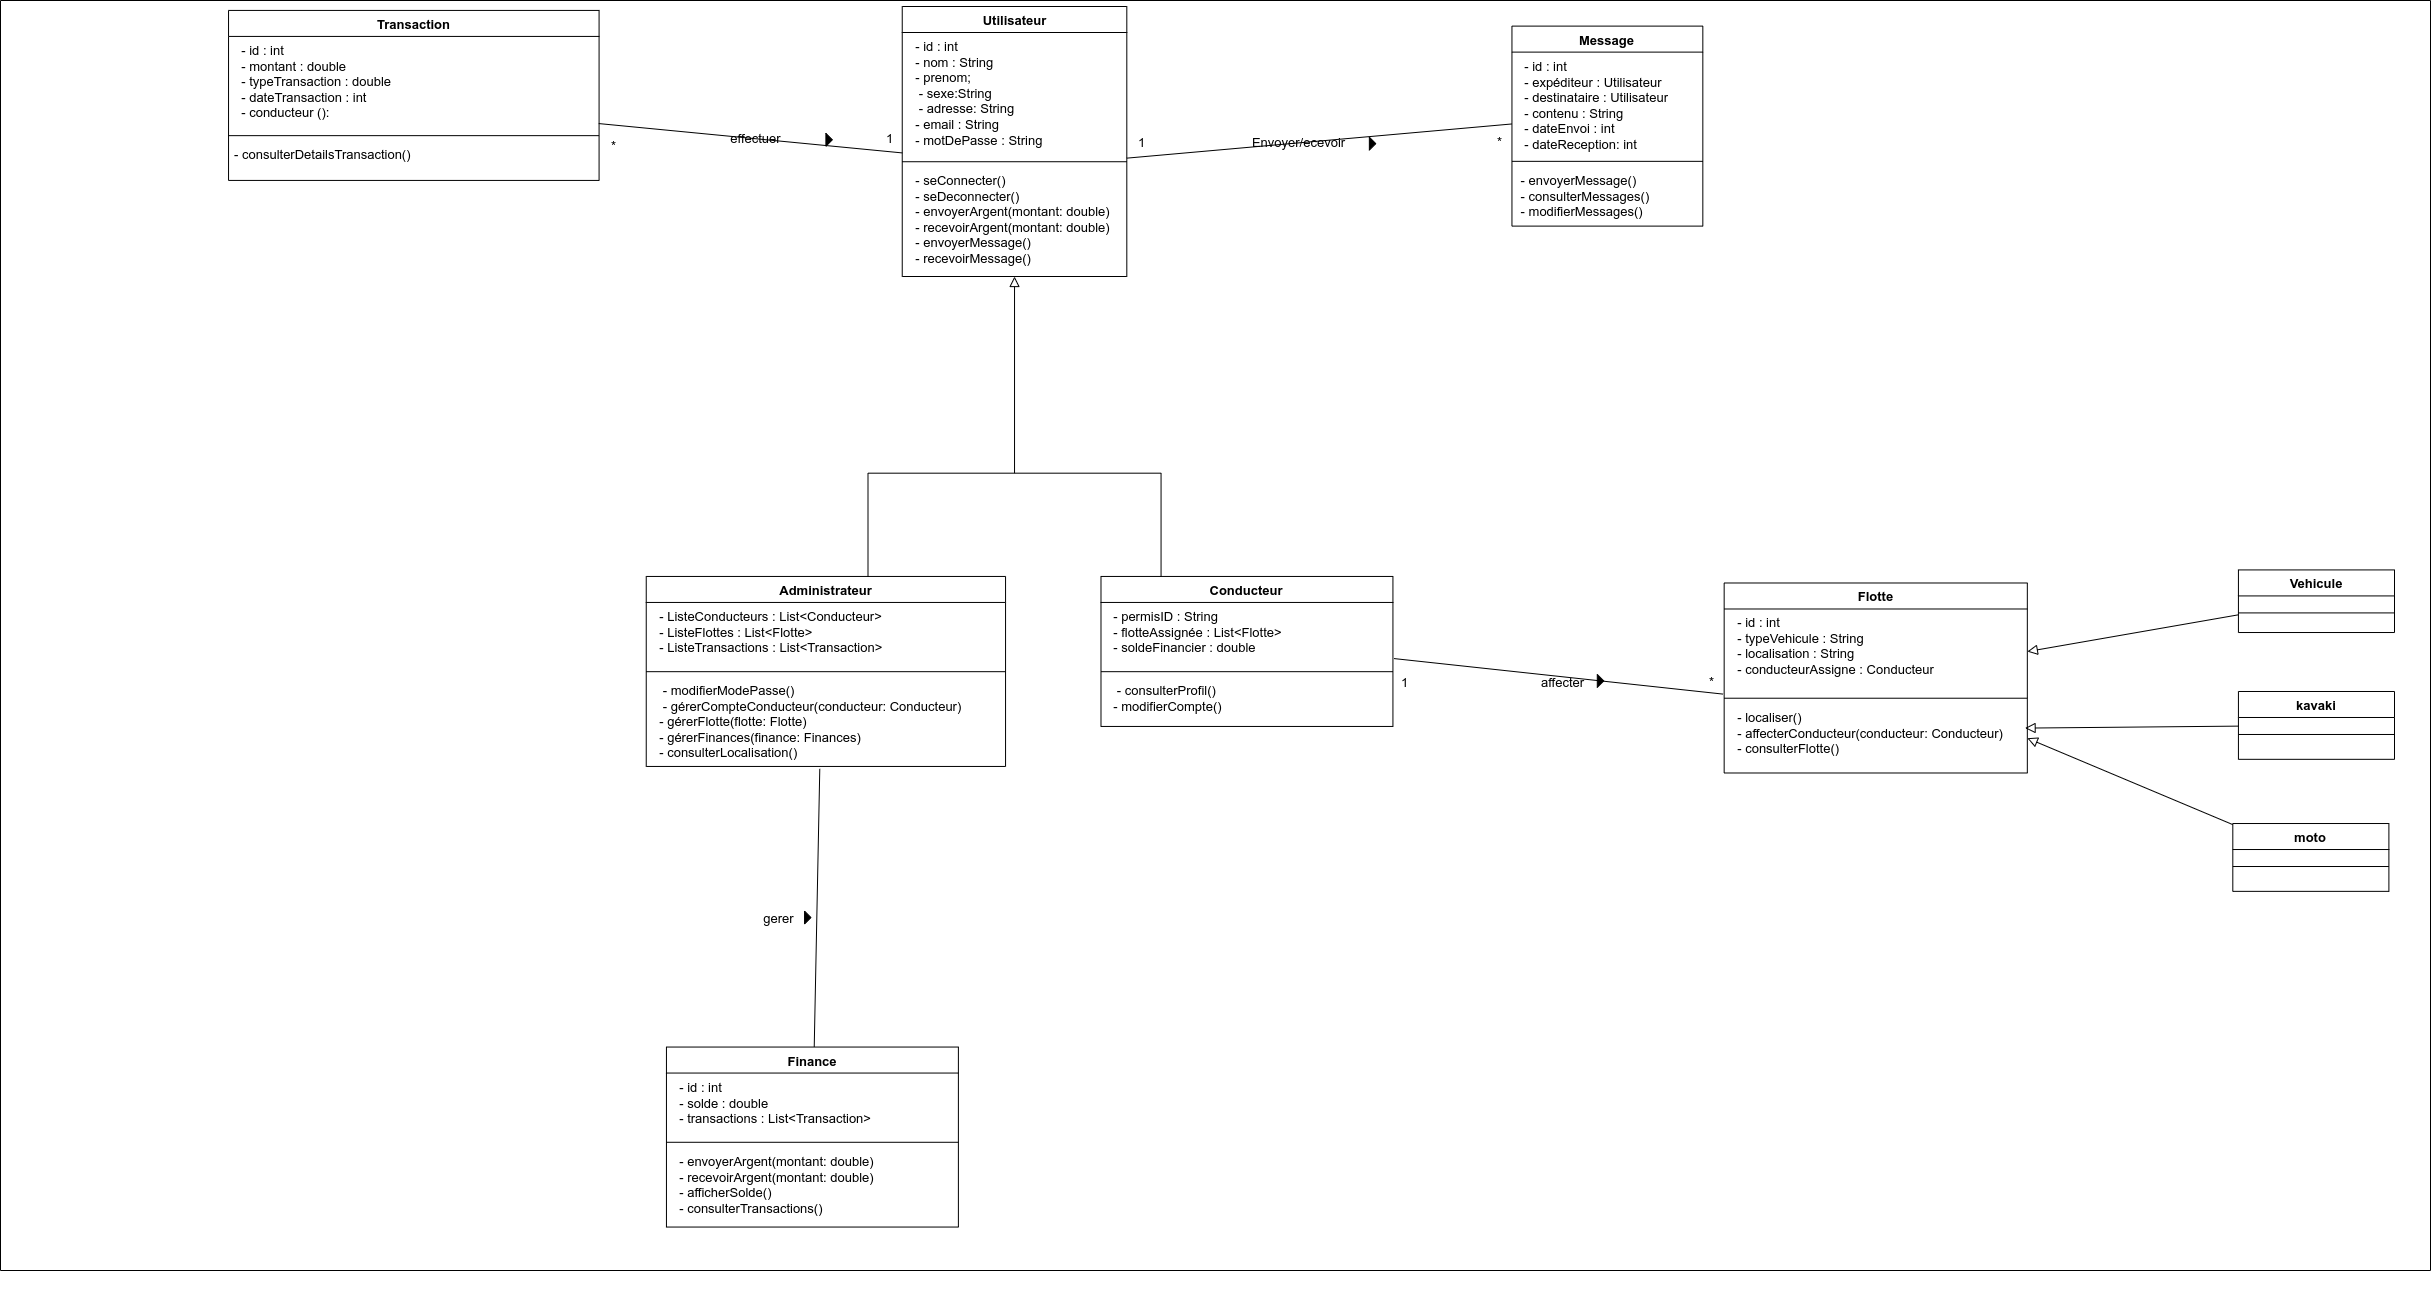 Transaction
- id : int
- montant : double
- typeTransaction : double
- dateTransaction : int
- conducteur ():
- consulterDetailsTransaction()
effectuer
*
1
Utilisateur
- id : int
- nom : String
- prenom;
- sexe:String
- adresse: String
- email : String
- motDePasse : String
- seConnecter()
- seDeconnecter()
- envoyerArgent(montant: double)
- recevoirArgent(montant: double)
- envoyerMessage()
- recevoirMessage()
1
Envoyer/ecevoir
*
Message
- id : int
- expéditeur : Utilisateur
- destinataire : Utilisateur
- contenu : String
- dateEnvoi : int
- dateReception: int
- envoyerMessage()
- consulterMessages()
- modifierMessages()
Administrateur
- ListeConducteurs : List<Conducteur>
- ListeFlottes : List<Flotte>
- ListeTransactions : List<Transaction>
- modifierModePasse()
- gérerCompteConducteur(conducteur: Conducteur)
- gérerFlotte(flotte: Flotte)
- gérerFinances(finance: Finances)
- consulterLocalisation()
Conducteur
- permisID : String
- flotteAssignée : List<Flotte>
- soldeFinancier : double
- consulterProfil()
- modifierCompte()
1
affecter
*
Flotte
- id : int
- typeVehicule : String
- localisation : String
- conducteurAssigne : Conducteur
- localiser()
- affecterConducteur(conducteur: Conducteur)
- consulterFlotte()
Vehicule
kavaki
moto
gerer
Finance
- id : int
- solde : double
- transactions : List<Transaction>
- envoyerArgent(montant: double)
- recevoirArgent(montant: double)
- afficherSolde()
- consulterTransactions()